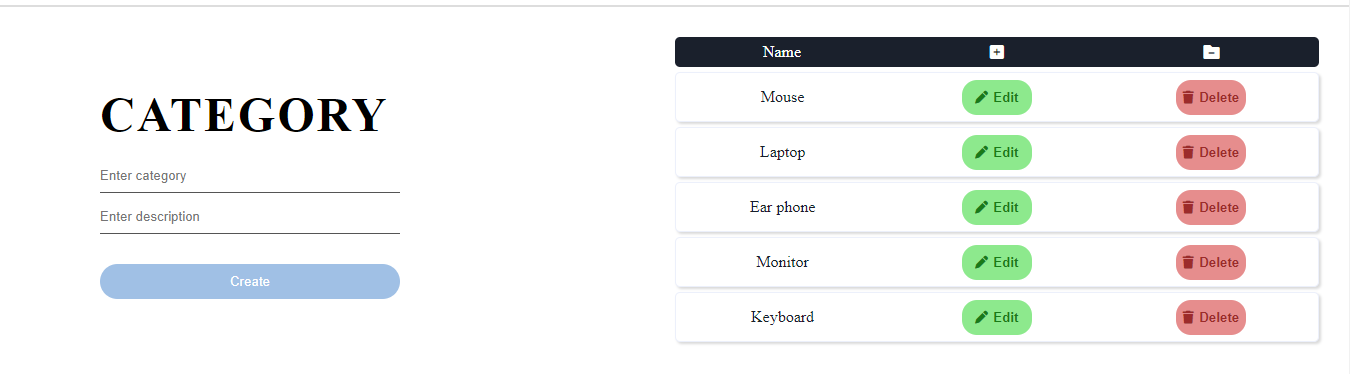 CATEGORY
Enter category
Enter description
Create
Name
Mouse Edit Delete
Laptop Edit Delete
Ear phone Edit Delete
Monitor Edit Delete
Keyboard Edit Delete